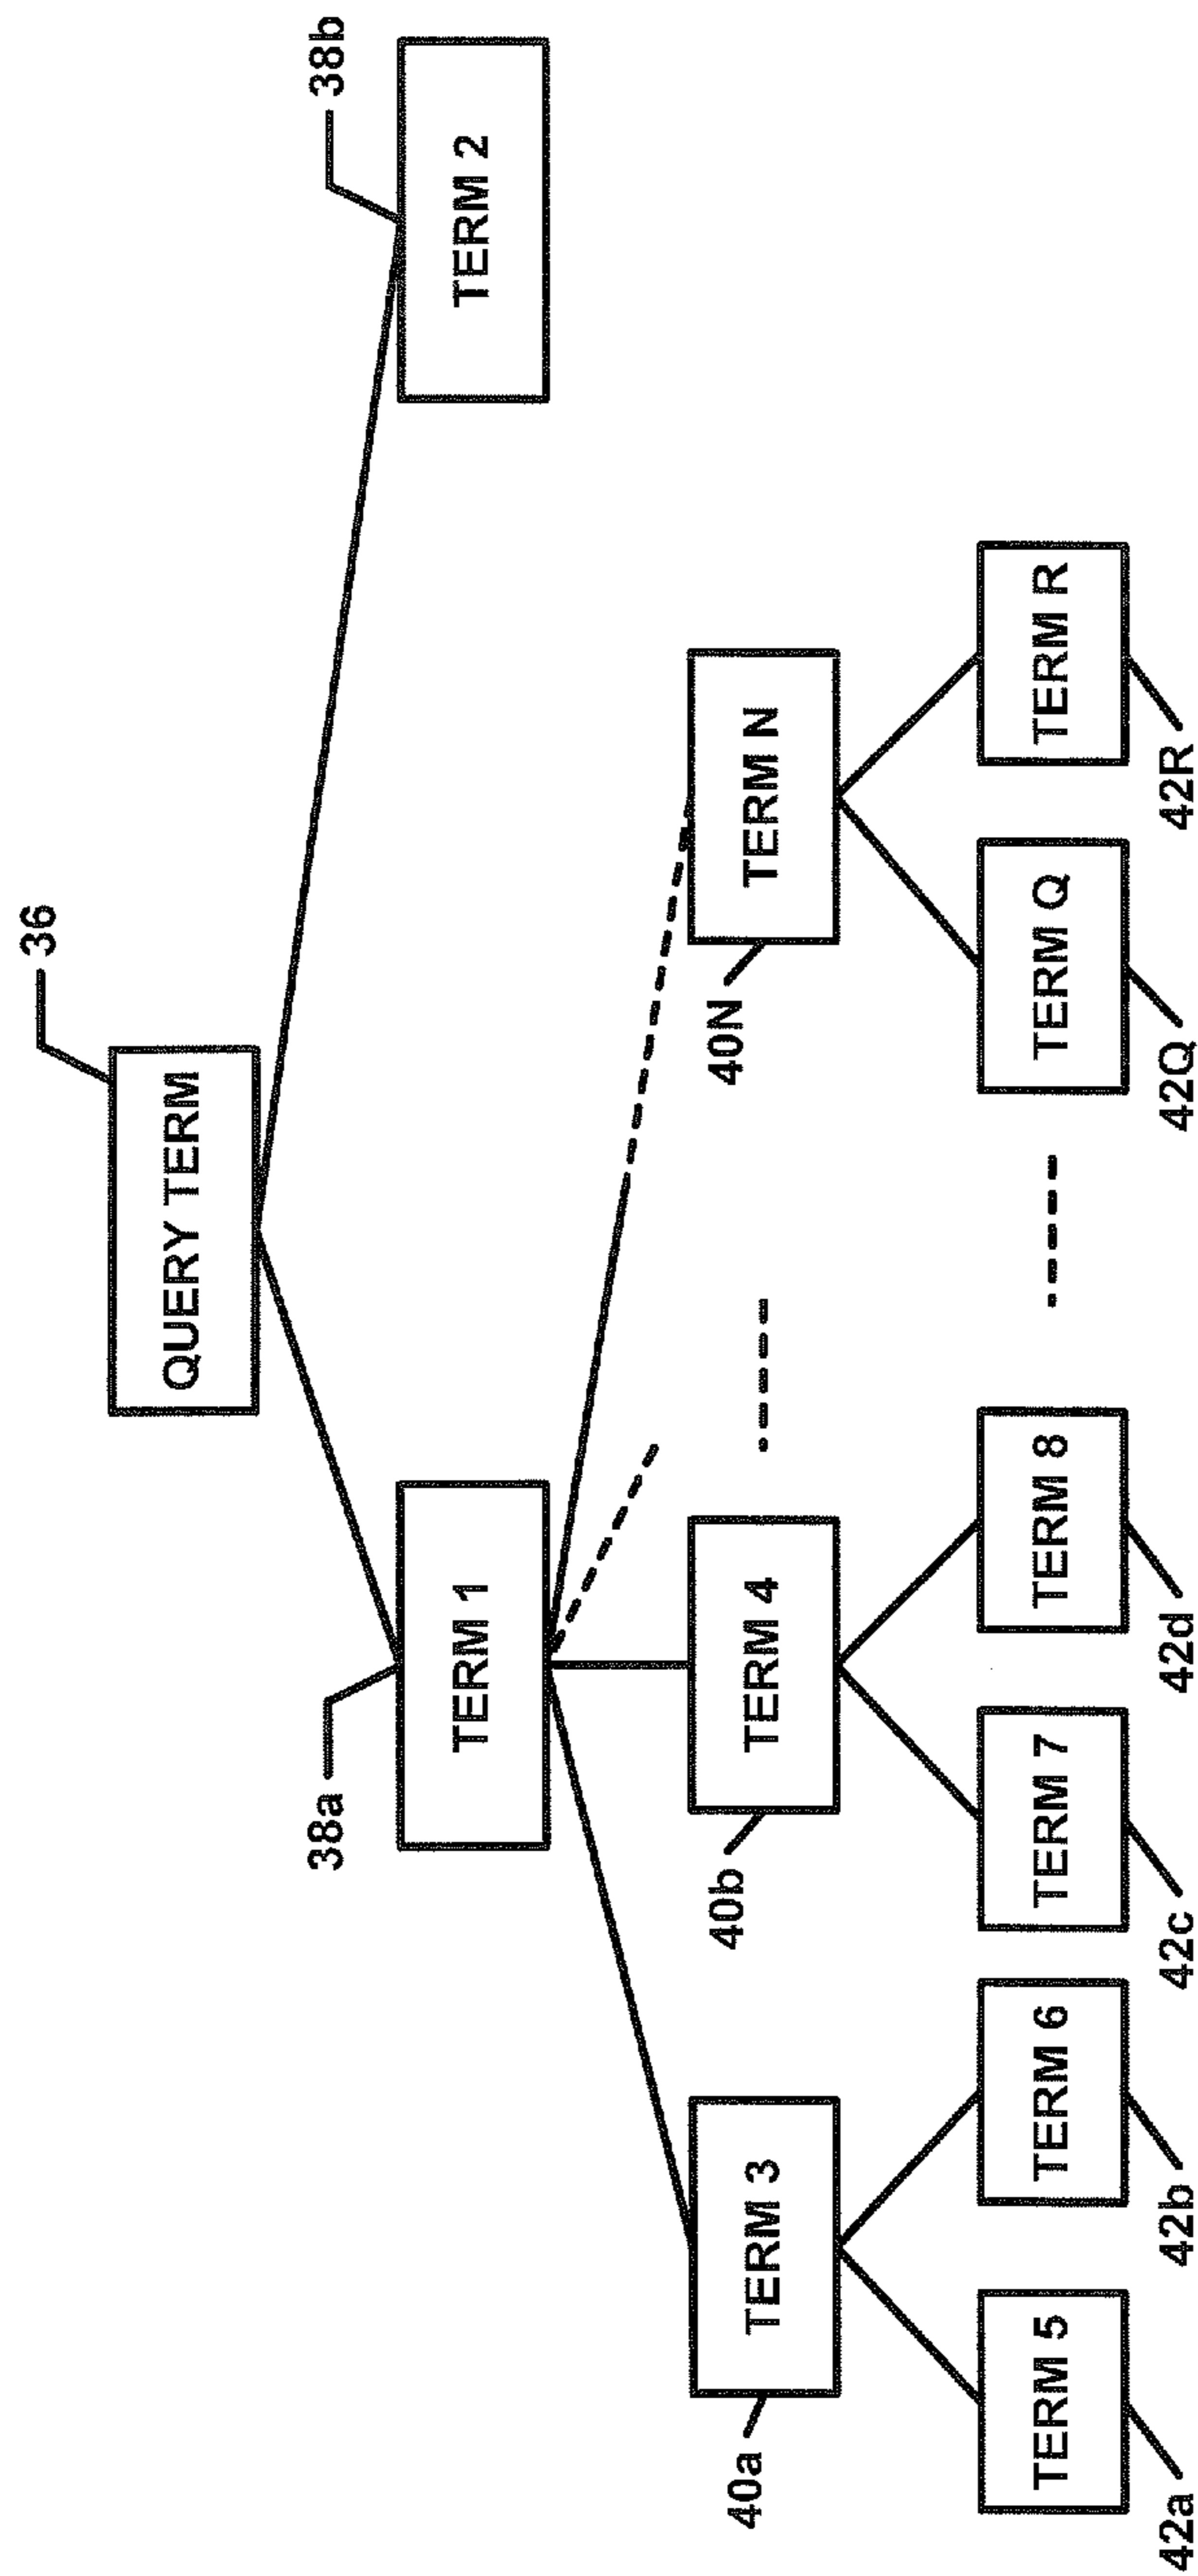 36
QUERY TERM
38a
38b
TERM 1
TERM 2
40a
TERM 3
40b
TERM 4
40N
TERM N
TERM 5
TERM 6
TERM 7
TERM 8
TERM Q
TERM R
42a
42b
42c
42d
42Q
42R